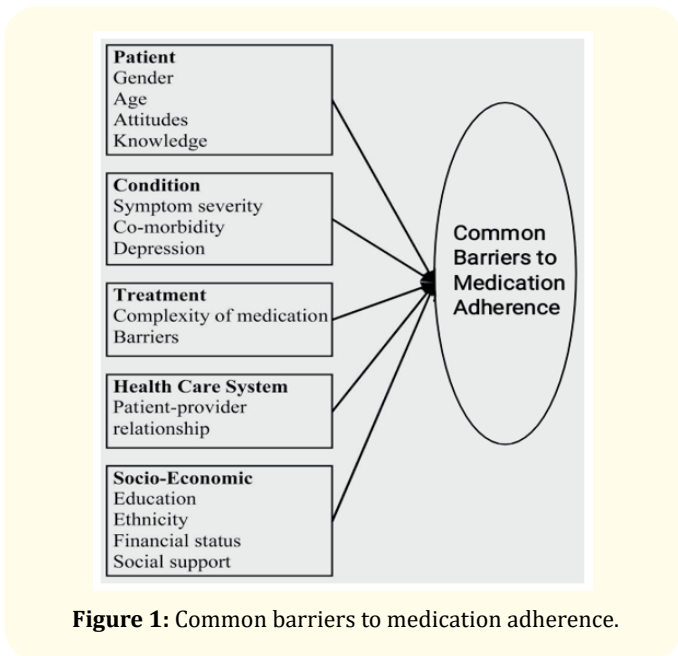 Patient
Gender
Age
Attitudes
Knowledge
Condition
Symptom severity
Co-morbidity
Depression
Treatment
Complexity of medication
Barriers
Health Care System
Patient-provider
relationship
Socio-Economic
Education
Ethnicity
Financial status
Social support
Common
Barriers to
Medication
Adherence
Figure 1: Common barriers to medication adherence.